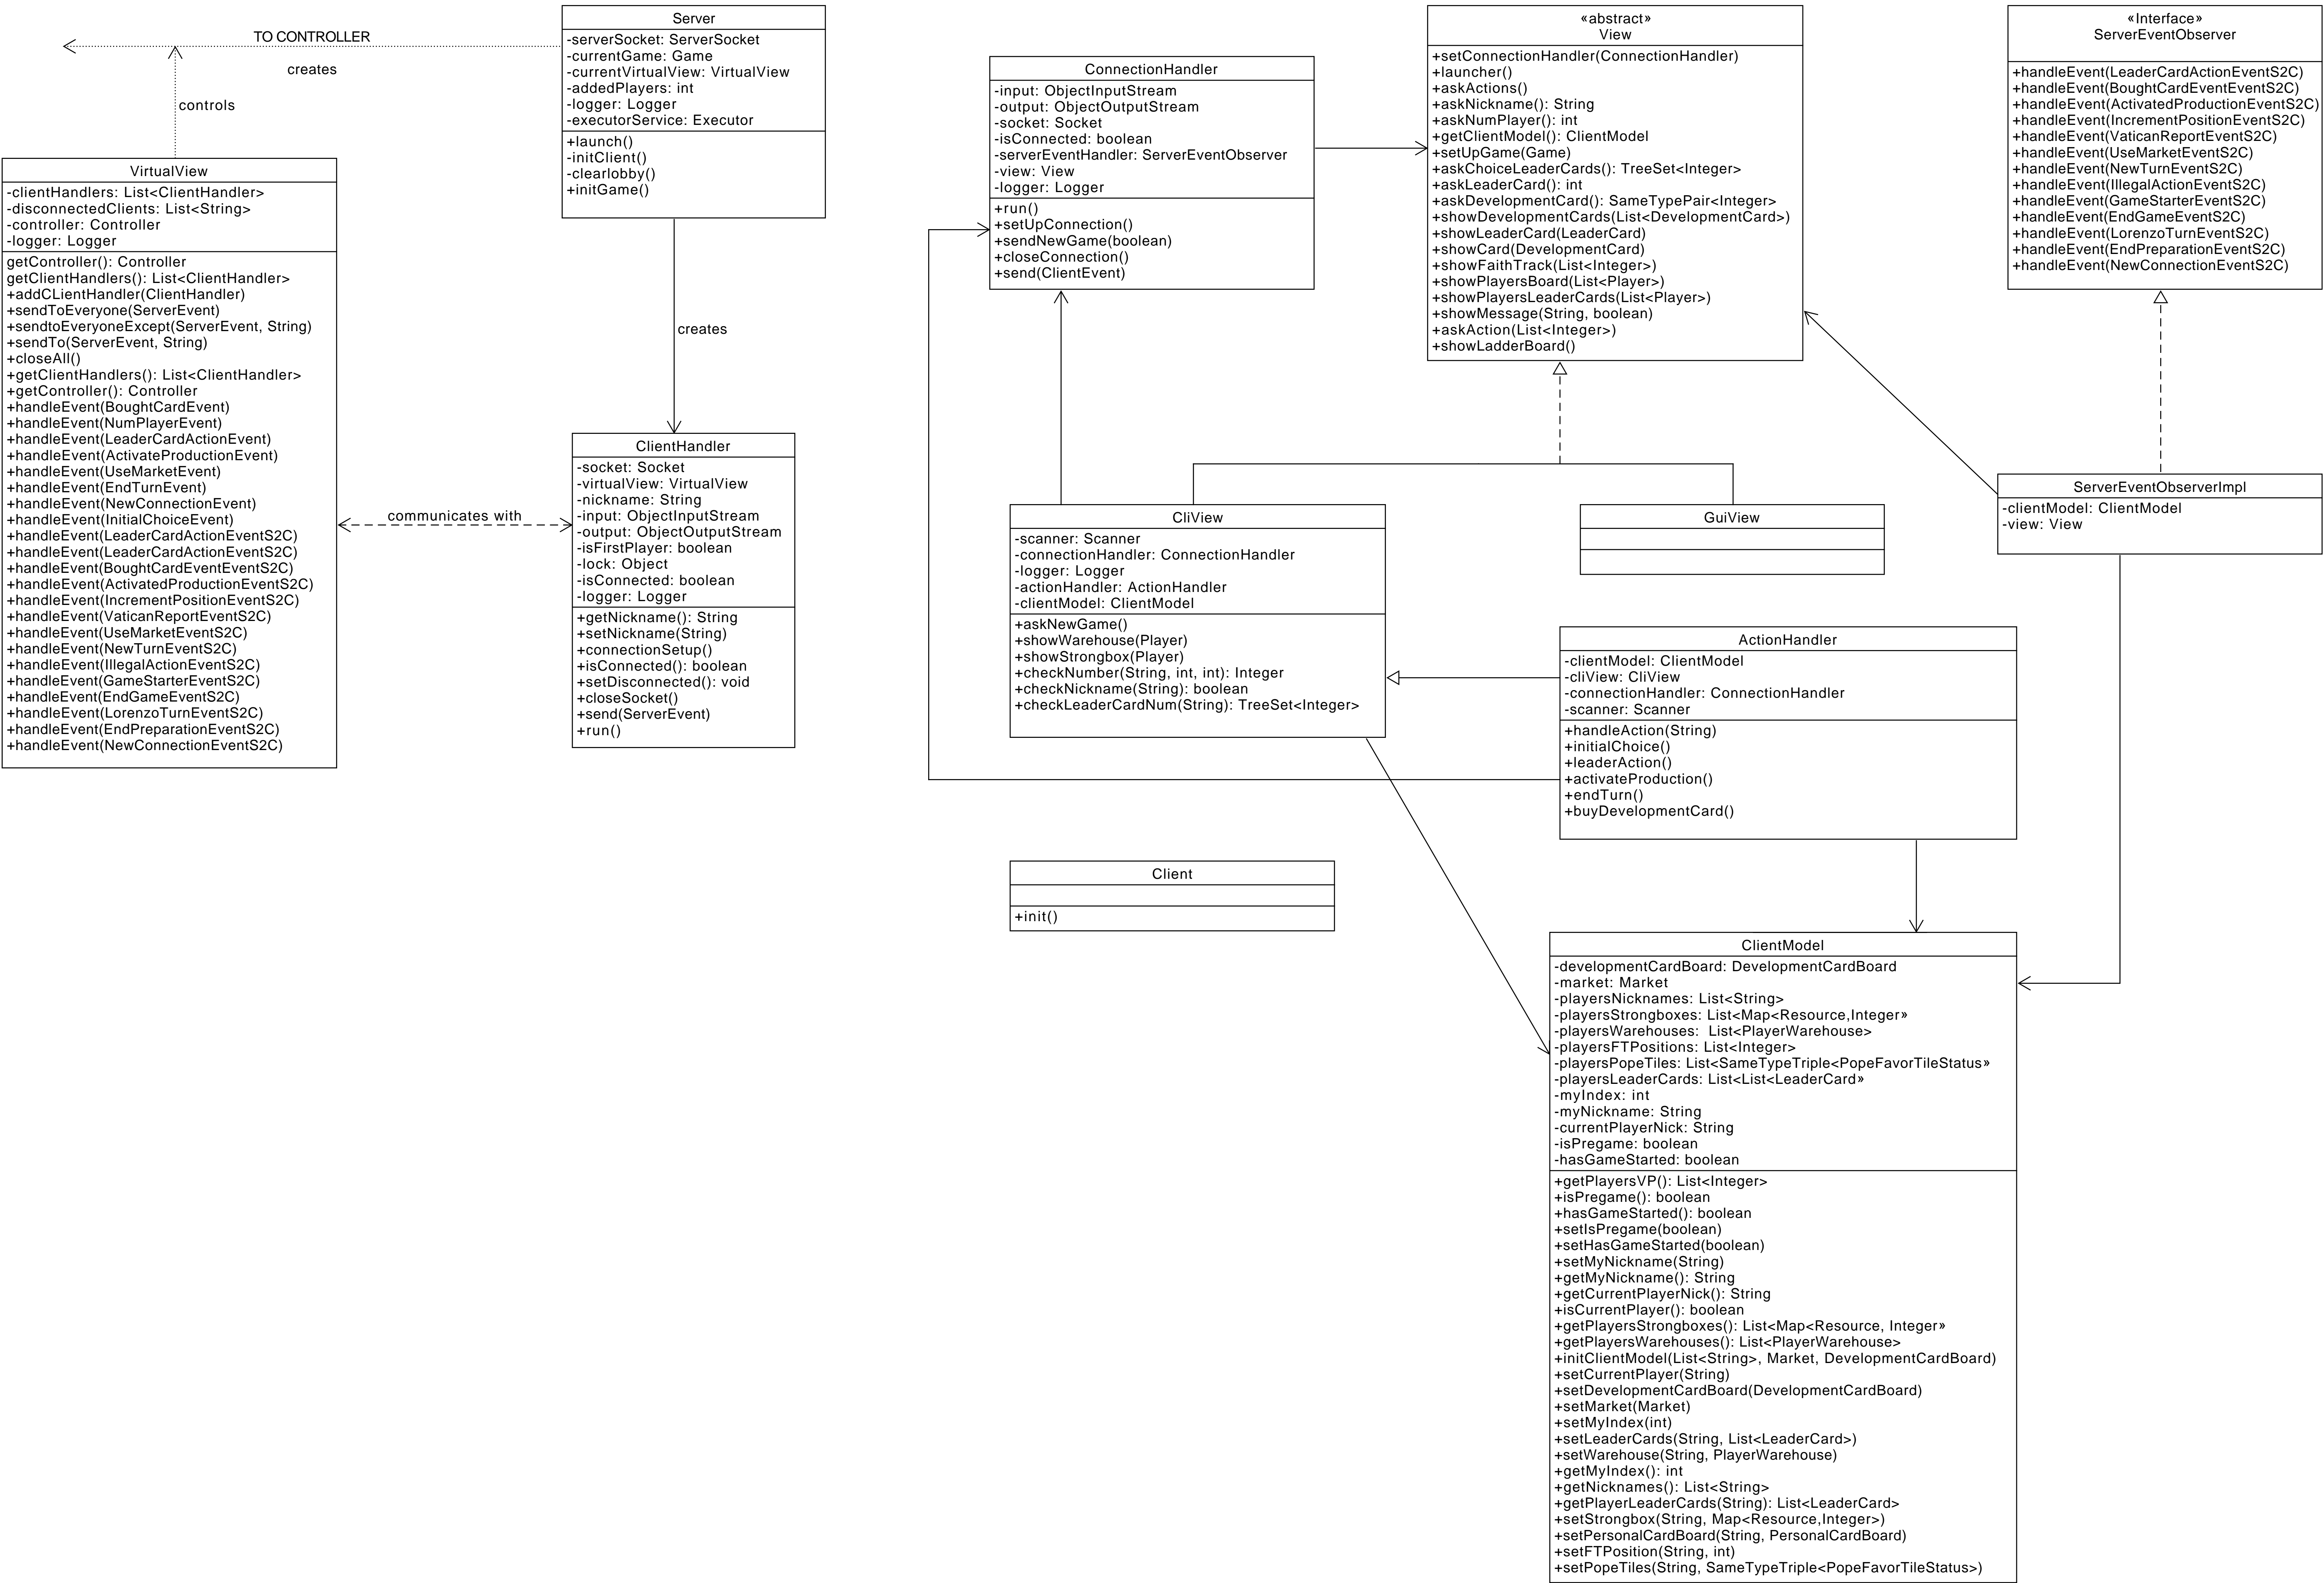 TO CONTROLLER
creates
controls
VirtualView
-clientHandlers: List<ClientHandler>
-disconnectedClients: List<String>
-controller: Controller
-logger: Logger
getController(): Controller
getClientHandlers(): List<ClientHandler>
+addCLientHandler(ClientHandler)
+sendToEveryone(ServerEvent)
+sendtoEveryoneExcept(ServerEvent, String)
+sendTo(ServerEvent, String)
+closeAll()
+getClientHandlers(): List<ClientHandler>
+getController(): Controller
+handleEvent(BoughtCardEvent)
+handleEvent(NumPlayerEvent)
+handleEvent(LeaderCardActionEvent)
+handleEvent(ActivateProductionEvent)
+handleEvent(UseMarketEvent)
+handleEvent(EndTurnEvent)
+handleEvent(NewConnectionEvent)
+handleEvent(InitialChoiceEvent)
+handleEvent(LeaderCardActionEventS2C)
+handleEvent(LeaderCardActionEventS2C)
+handleEvent(BoughtCardEventEventS2C)
+handleEvent(ActivatedProductionEventS2C)
+handleEvent(IncrementPositionEventS2C)
+handleEvent(VaticanReportEventS2C)
+handleEvent(UseMarketEventS2C)
+handleEvent(NewTurnEventS2C)
+handleEvent(IllegalActionEventS2C)
+handleEvent(GameStarterEventS2C)
+handleEvent(EndGameEventS2C)
+handleEvent(LorenzoTurnEventS2C)
+handleEvent(EndPreparationEventS2C)
+handleEvent(NewConnectionEventS2C)
Server
-serverSocket: ServerSocket
-currentGame: Game
-currentVirtualView: VirtualView
-addedPlayers: int
-logger: Logger
-executorService: Executor
+launch()
-initClient()
-clearlobby()
+initGame()
creates
communicates with
ClientHandler
-socket: Socket
-virtualView: VirtualView
-nickname: String
-input: ObjectInputStream
-output: ObjectOutputStream
-isFirstPlayer: boolean
-lock: Object
-isConnected: boolean
-logger: Logger
+getNickname(): String
+setNickname(String)
+connectionSetup()
+isConnected(): boolean
+setDisconnected(): void
+closeSocket()
+send(ServerEvent)
+run()
ConnectionHandler
-input: ObjectInputStream
-output: ObjectOutputStream
-socket: Socket
-isConnected: boolean
-serverEventHandler: ServerEventObserver
-view: View
-logger: Logger
+run()
+setUpConnection()
+sendNewGame(boolean)
+closeConnection()
+send(ClientEvent)
«abstract»
View
+setConnectionHandler(ConnectionHandler)
+launcher()
+askActions()
+askNickname(): String
+askNumPlayer(): int
+getClientModel(): ClientModel
+setUpGame(Game)
+askChoiceLeaderCards(): TreeSet<Integer>
+askLeaderCard(): int
+askDevelopmentCard(): SameTypePair<Integer>
+showDevelopmentCards(List<DevelopmentCard>)
+showLeaderCard(LeaderCard)
+showCard(DevelopmentCard)
+showFaithTrack(List<Integer>)
+showPlayersBoard(List<Player>)
+showPlayersLeaderCards(List<Player>)
+showMessage(String, boolean)
+askAction(List<Integer>)
+showLadderBoard()
«Interface»
ServerEventObserver
+handleEvent(LeaderCardActionEventS2C)
+handleEvent(BoughtCardEventEventS2C)
+handleEvent(ActivatedProductionEventS2C)
+handleEvent(IncrementPositionEventS2C)
+handleEvent(VaticanReportEventS2C)
+handleEvent(UseMarketEventS2C)
+handleEvent(NewTurnEventS2C)
+handleEvent(IllegalActionEventS2C)
+handleEvent(GameStarterEventS2C)
+handleEvent(EndGameEventS2C)
+handleEvent(LorenzoTurnEventS2C)
+handleEvent(EndPreparationEventS2C)
+handleEvent(NewConnectionEventS2C)
ServerEventObserverImpl
-clientModel: ClientModel
-view: View
CliView
-scanner: Scanner
-connectionHandler: ConnectionHandler
-logger: Logger
-actionHandler: ActionHandler
-clientModel: ClientModel
+askNewGame()
+showWarehouse(Player)
+showStrongbox(Player)
+checkNumber(String, int, int): Integer
+checkNickname(String): boolean
+checkLeaderCardNum(String): TreeSet<Integer>
GuiView
ActionHandler
-clientModel: ClientModel
-cliView: CliView
-connectionHandler: ConnectionHandler
-scanner: Scanner
+handleAction(String)
+initialChoice()
+leaderAction()
+activateProduction()
+endTurn()
+buyDevelopmentCard()
Client
+init()
ClientModel
-developmentCardBoard: DevelopmentCardBoard
-market: Market
-playersNicknames: List<String>
-playersStrongboxes: List<Map<Resource,Integer»
-playersWarehouses:  List<PlayerWarehouse>
-playersFTPositions: List<Integer>
-playersPopeTiles: List<SameTypeTriple<PopeFavorTileStatus»
-playersLeaderCards: List<List<LeaderCard»
-myIndex: int
-myNickname: String
-currentPlayerNick: String
-isPregame: boolean
-hasGameStarted: boolean
+getPlayersVP(): List<Integer>
+isPregame(): boolean
+hasGameStarted(): boolean
+setIsPregame(boolean)
+setHasGameStarted(boolean)
+setMyNickname(String)
+getMyNickname(): String
+getCurrentPlayerNick(): String
+isCurrentPlayer(): boolean
+getPlayersStrongboxes(): List<Map<Resource, Integer»
+getPlayersWarehouses(): List<PlayerWarehouse>
+initClientModel(List<String>, Market, DevelopmentCardBoard)
+setCurrentPlayer(String)
+setDevelopmentCardBoard(DevelopmentCardBoard)
+setMarket(Market)
+setMyIndex(int)
+setLeaderCards(String, List<LeaderCard>)
+setWarehouse(String, PlayerWarehouse)
+getMyIndex(): int
+getNicknames(): List<String>
+getPlayerLeaderCards(String): List<LeaderCard>
+setStrongbox(String, Map<Resource,Integer>)
+setPersonalCardBoard(String, PersonalCardBoard)
+setFTPosition(String, int)
+setPopeTiles(String, SameTypeTriple<PopeFavorTileStatus>)